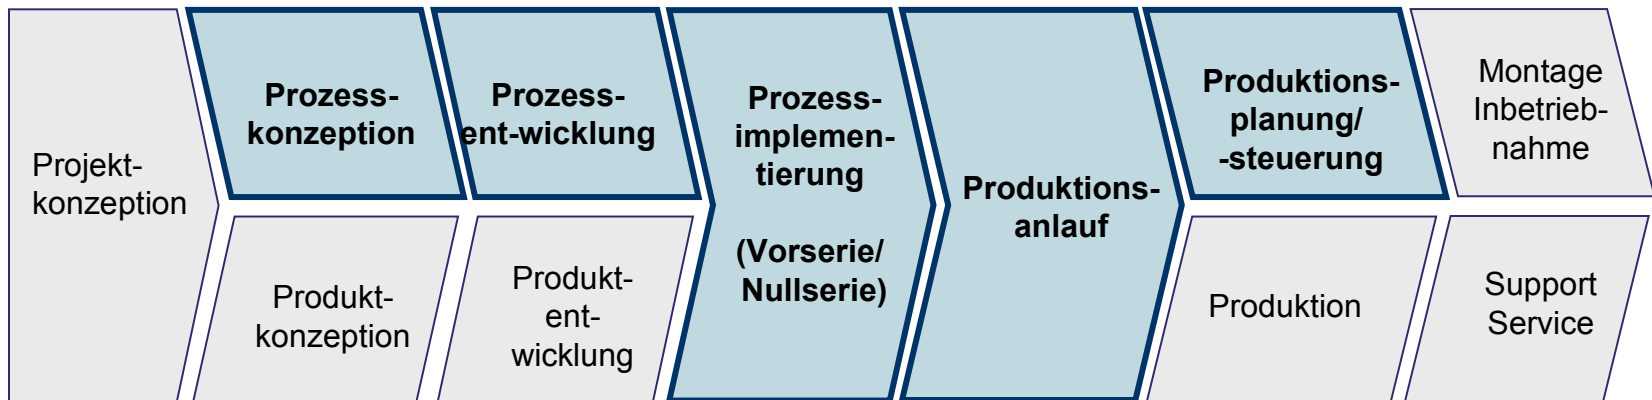 Projekt-
konzeption
Prozess-
konzeption
Produkt-
konzeption
Prozess-
ent-wicklung
Produkt-
ent-
wicklung
Prozess-
implemen-
tierung
(Vorserie/
Nullserie)
Produktions-
anlauf
Produktions-
planung/
-steuerung
Produktion
Montage
Inbetrieb-
nahme
Support
Service